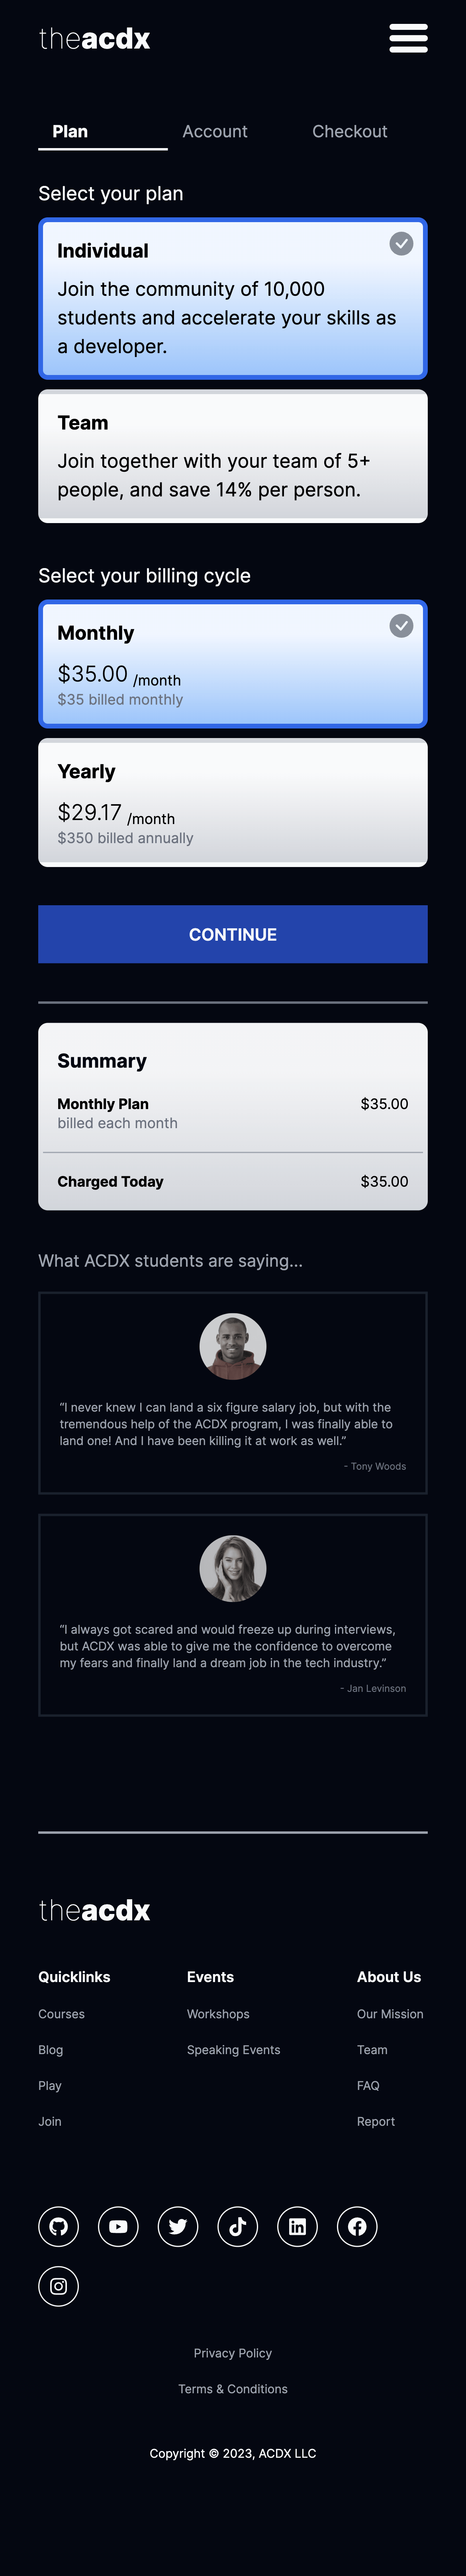 theacdx
Plan Account Checkout
Select your plan
Individual
Join the community of 10,000
students and accelerate your skills as
a developer.
Team
Join together with your team of 5+
people, and save 14% per person.
Select your billing cycle
Monthly
$35.00 /month
$35 billed monthly
Yearly
$29.17 /month
$350 billed annually
CONTINUE
Summary
Monthly Plan $35.00
billed each month
Charged Today $35.00
What ACDX students are saying...
“I never knew I can land a six figure salary job, but with the
tremendous help of the ACDX program, I was finally able to
land one! And I have been killing it at work as well.”
- Tony Woods
“I always got scared and would freeze up during interviews,
but ACDX was able to give me the confidence to overcome
my fears and finally land a dream job in the tech industry.”
- Jan Levinson
theacdx
Quicklinks Events About Us
Courses Workshops Our Mission
Blog Speaking Events Team
Play FAQ
Join Report
Privacy Policy
Terms & Conditions
Copyright © 2023, ACDX LLC